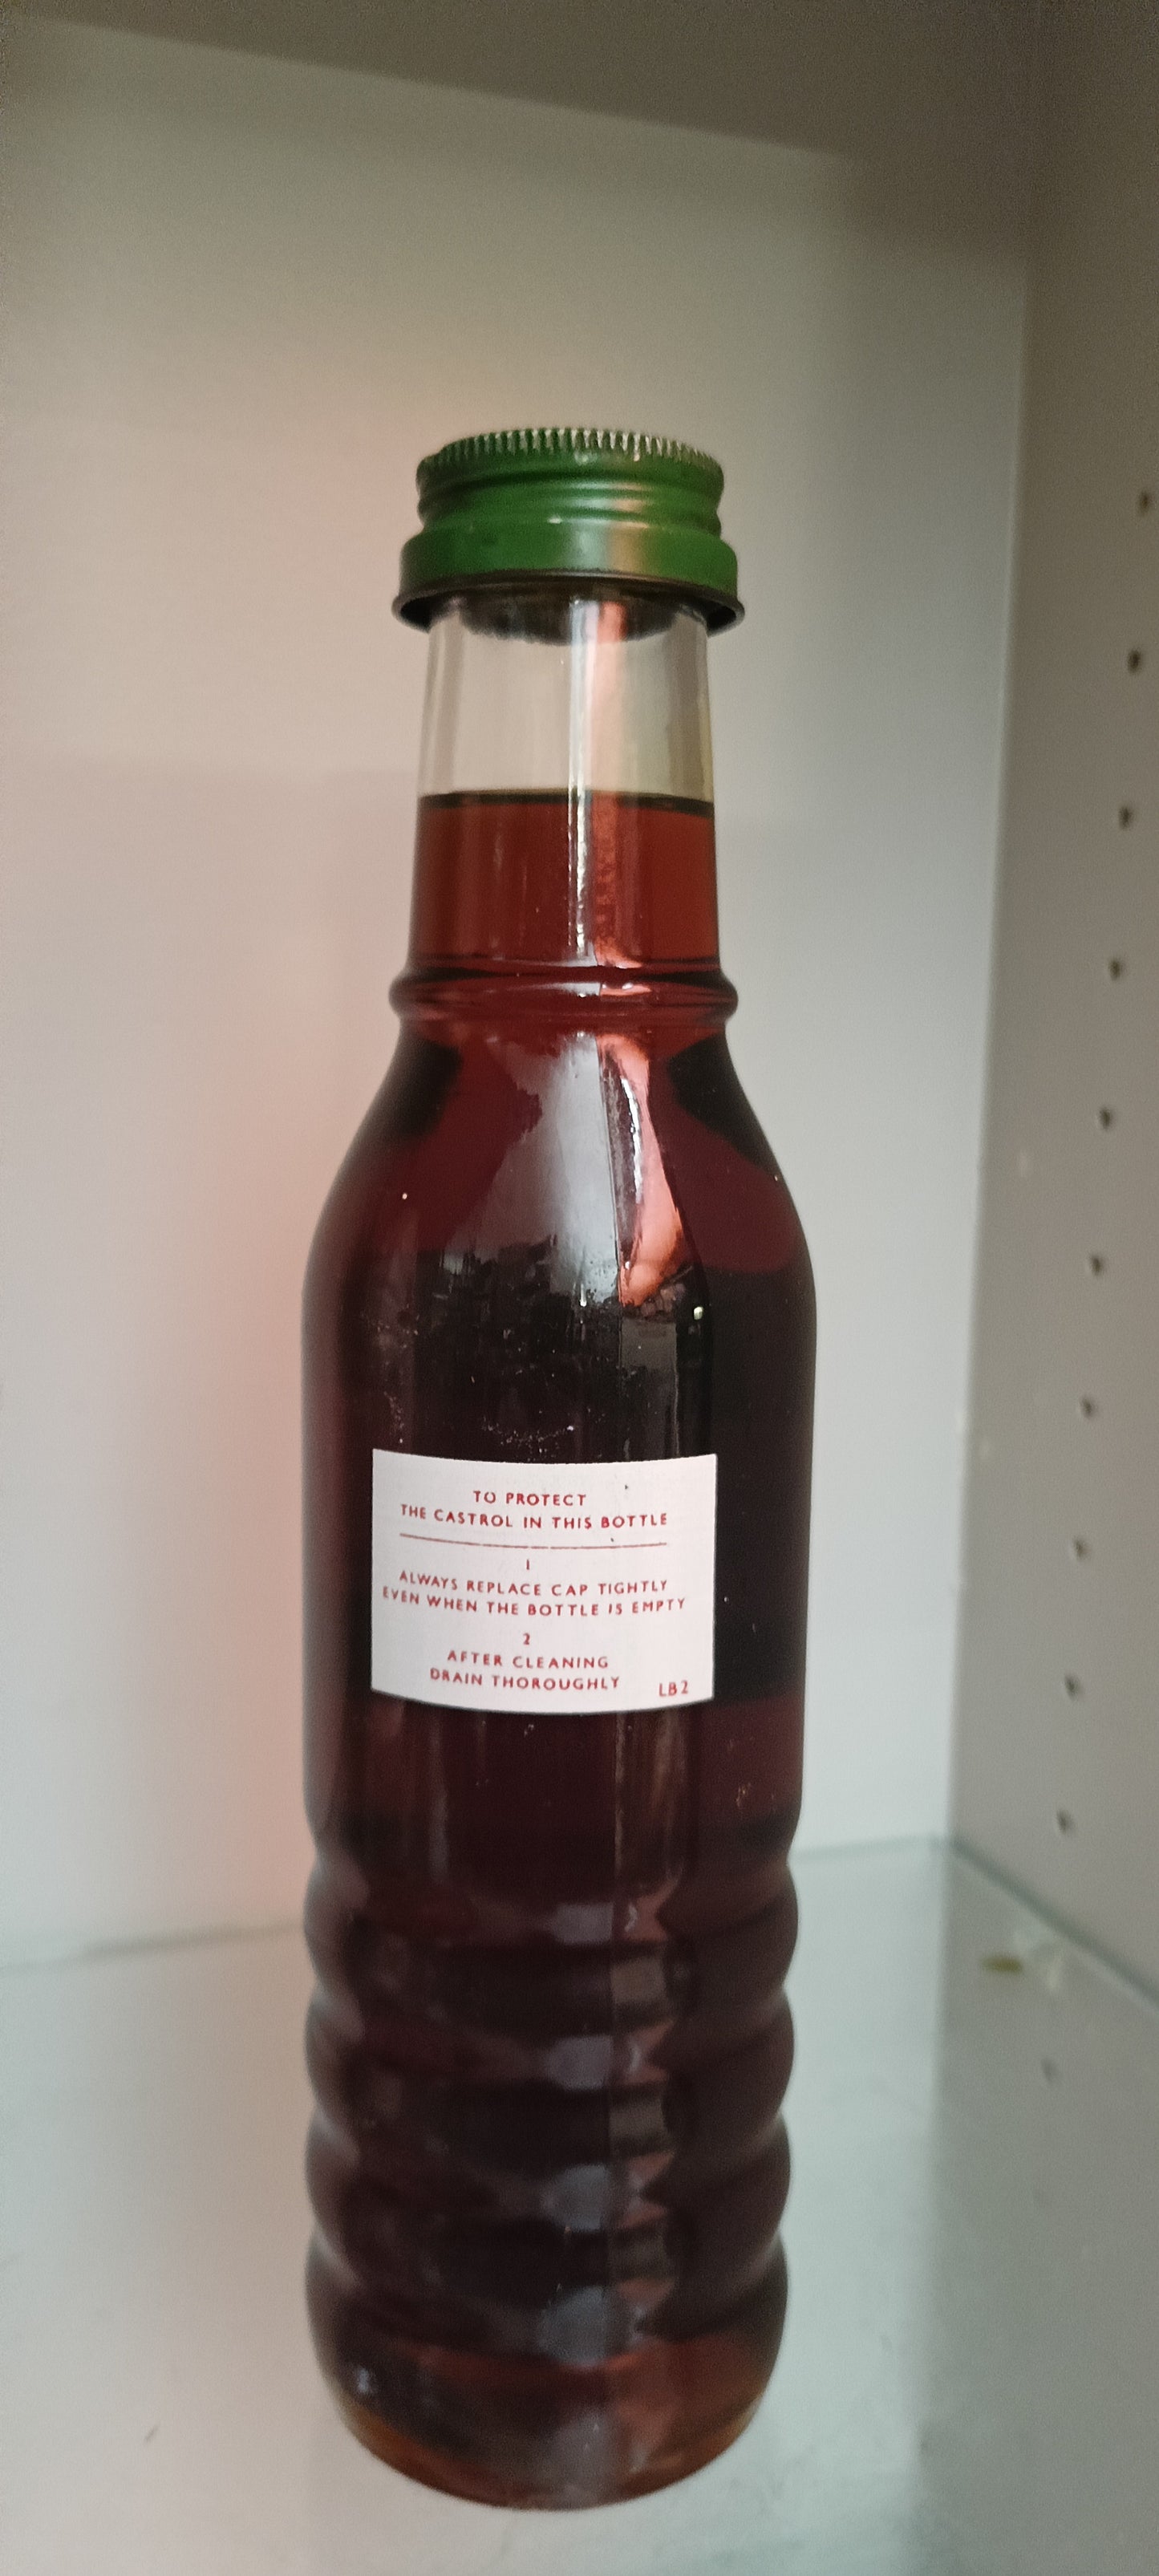 TO PROTECT
THE CASTROL IN THIS BOTTLE
1
ALWAYS REPLACE CAP TIGHTLY
EVEN WHEN THE BOTTLE IS EMPTY
2
AFTER CLEANING
DRAIN THOROUGHLY
LB2